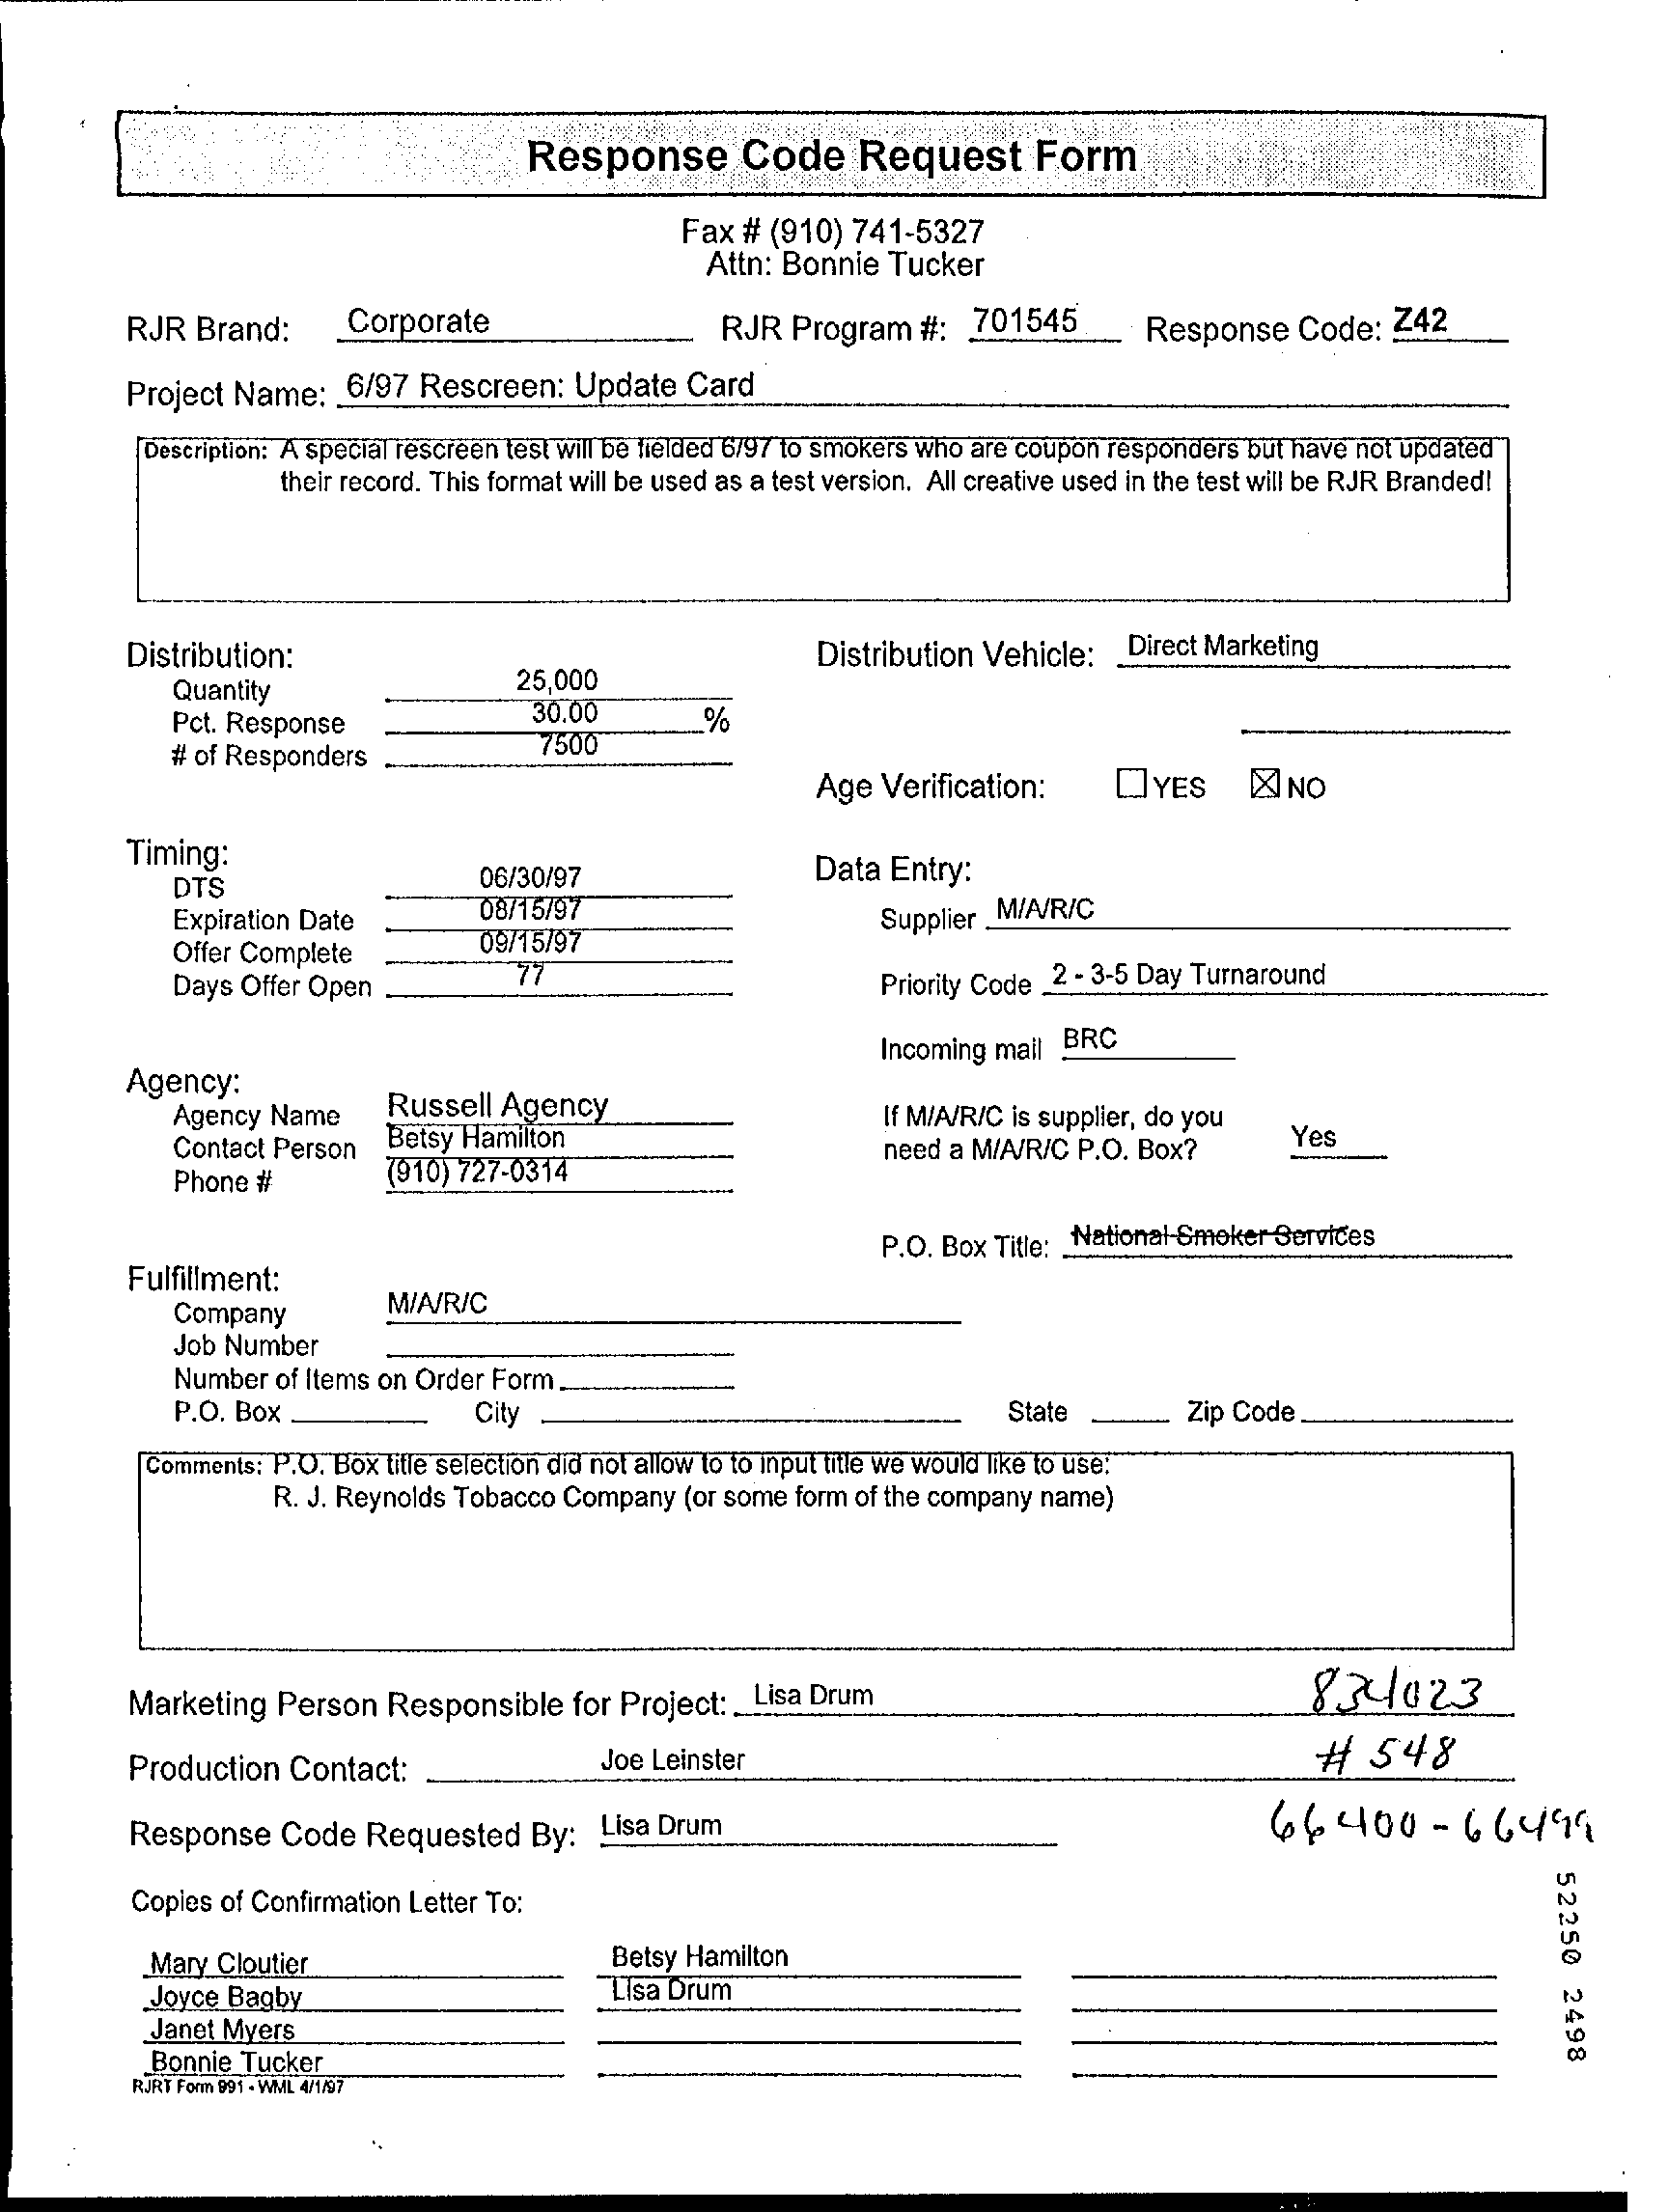 Response Code Request Form
Fax # (910) 741-5327
Attn: Bonnie Tucker
RJR Brand: Corporate RJR Program #: 701545 Response Code: Z42
Project Name: 6/97 Rescreen: Update Card
Description: A special rescreen test will be fielded 6/97 to smokers who are coupon responders but have not updated
their record. This format will be used as a test version. All creative used in the test will be RJR Branded!
Distribution: Distribution Vehicle: Direct Marketing
Quantity 25,000
Pct. Response 30.00 %
# of Responders 7500
Age Verification: YES ☒ NO
Timing:
DTS 06/30/97
Expiration Date 08/15/97
Offer Complete 09/15/97
Days Offer Open 77
Data Entry:
Supplier M/A/R/C
Priority Code 2 - 3-5 Day Turnaround
Incoming mail BRC
Agency:
Agency Name Russell Agency
Contact Person Betsy Hamilton
Phone # (910) 727-0314
If M/A/R/C is supplier, do you
need a M/A/R/C P.O. Box? Yes
P.O. Box Title: National Smoker Services
Fulfillment:
Company M/A/R/C
Job Number
Number of Items on Order Form
P.O. Box City State Zip Code
Comments: P.O. Box title selection did not allow to to input title we would like to use:
R. J. Reynolds Tobacco Company (or some form of the company name)
Marketing Person Responsible for Project: Lisa Drum 834023
Production Contact: Joe Leinster # 548
Response Code Requested By: Lisa Drum 66400-66499
Copies of Confirmation Letter To:
Mary Cloutier Betsy Hamilton
Joyce Bagby Lisa Drum
Janet Myers
Bonnie Tucker
RJRT Form 991 - WML 4/1/97
52250 2498